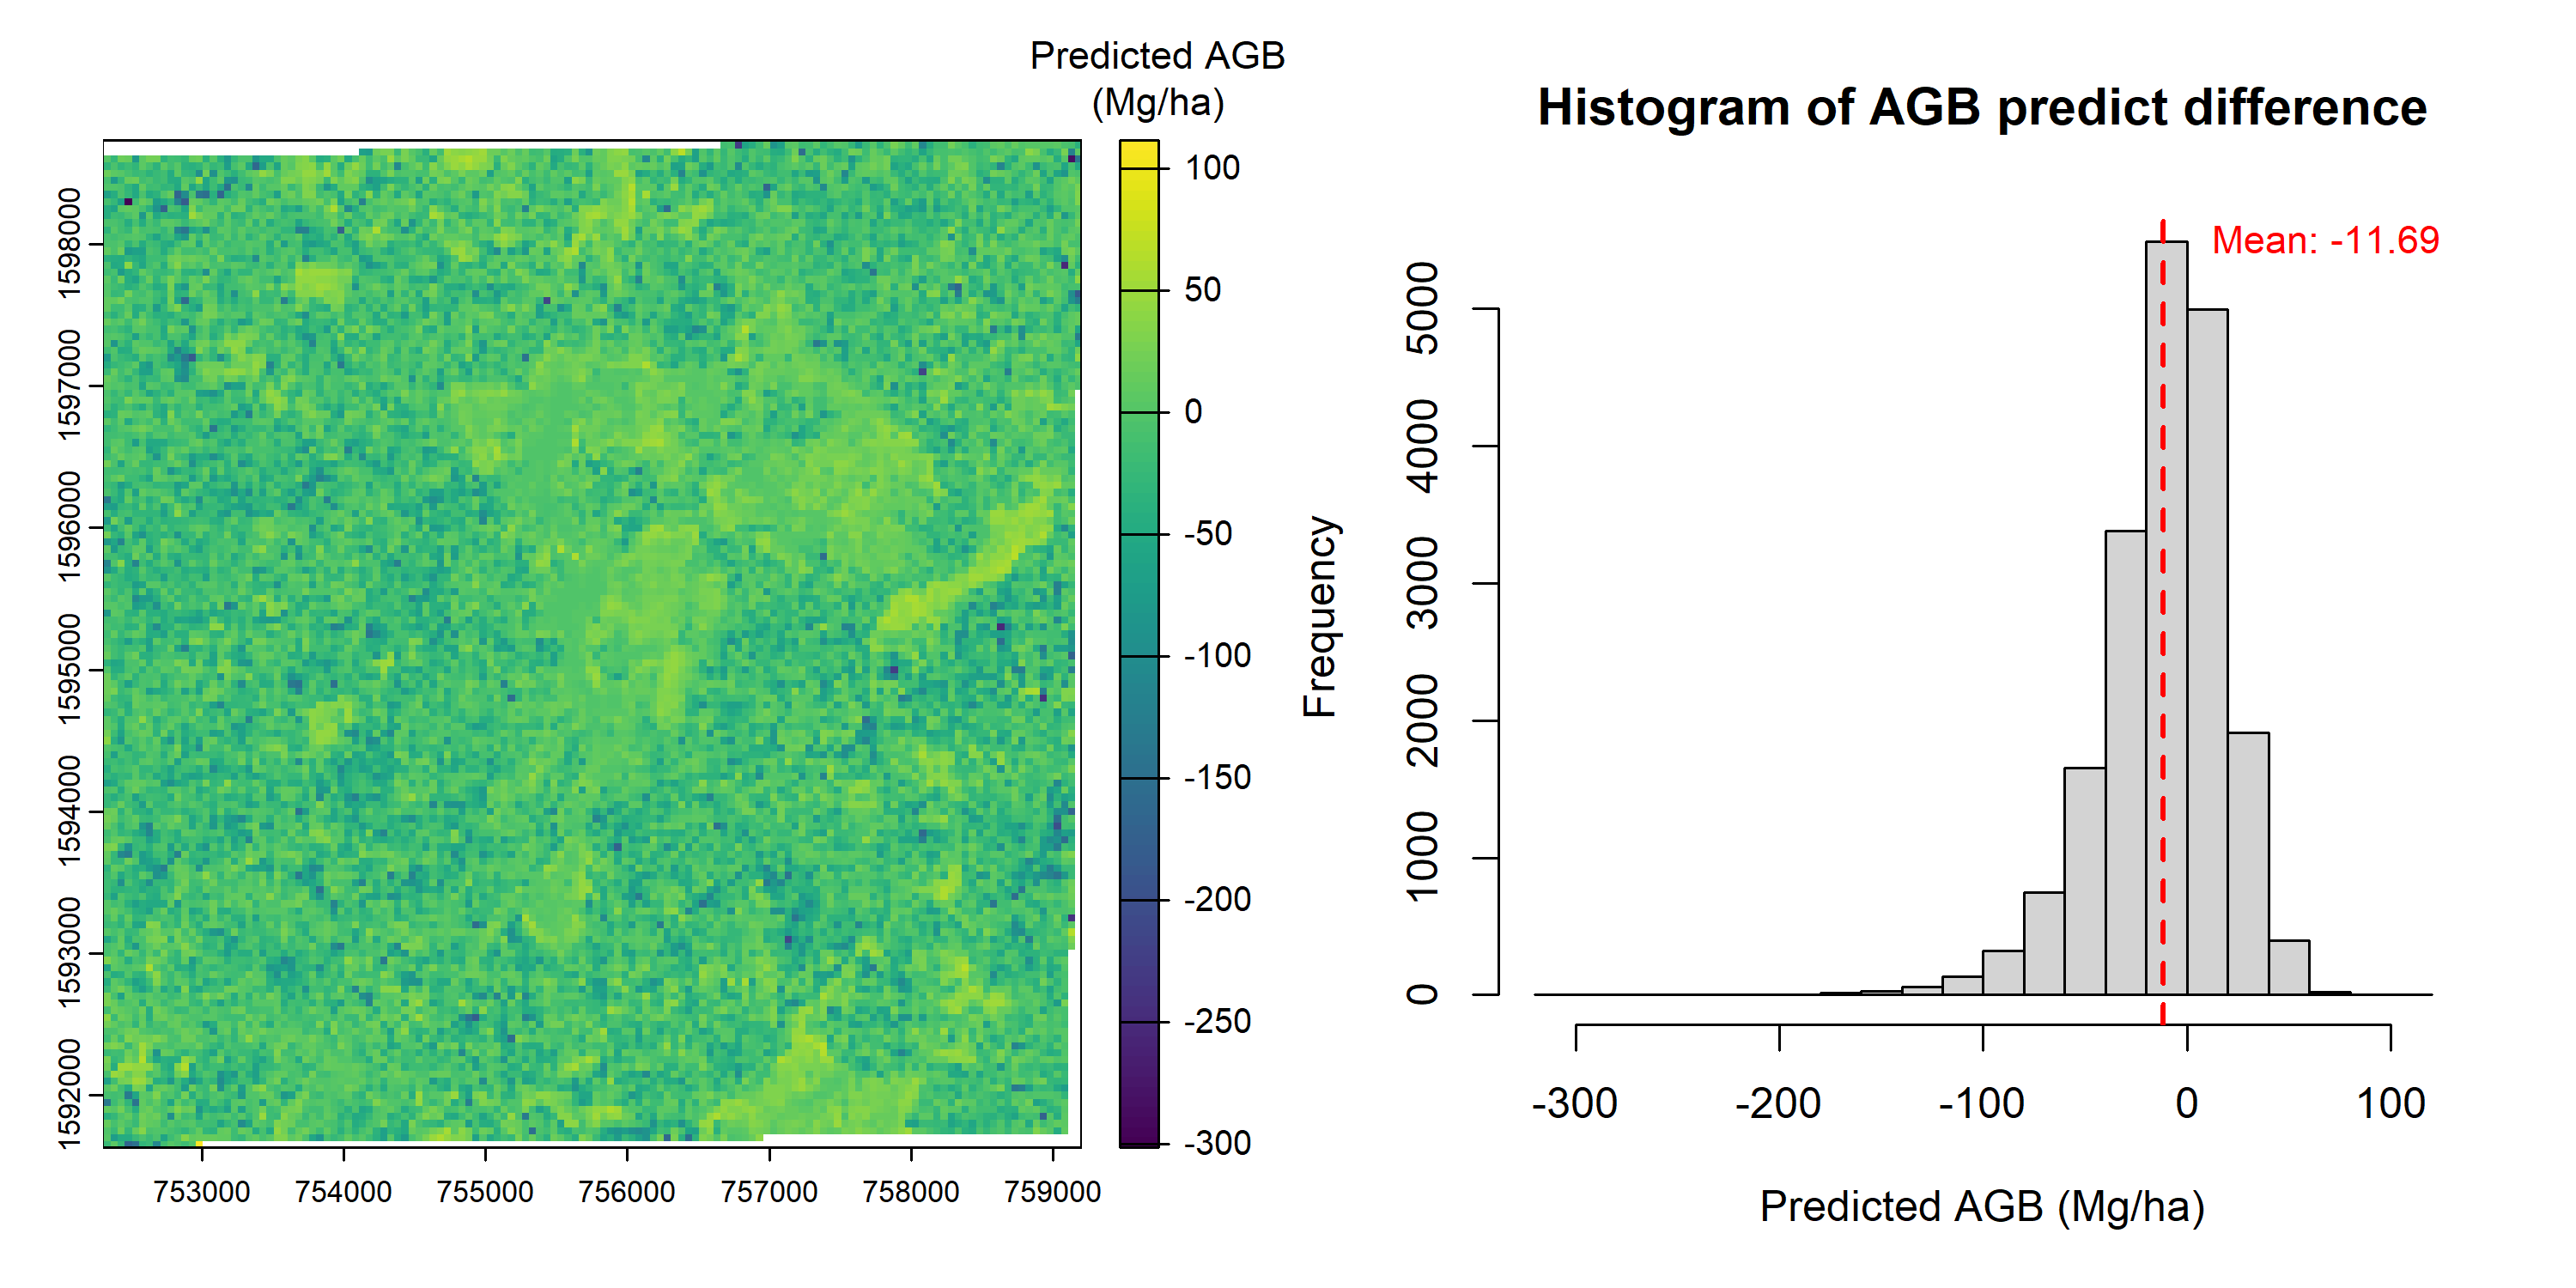 Predicted AGB
(Mg/ha)
1598000
1597000
1596000
1595000
1594000
1593000
1592000
753000 754000 755000 756000 757000 758000 759000
100
50
0
-50
-100
-150
-200
-250
-300
Histogram of AGB predict difference
Mean: -11.69
Frequency
5000
4000
3000
2000
1000
0
-300 -200 -100 0 100
Predicted AGB (Mg/ha)